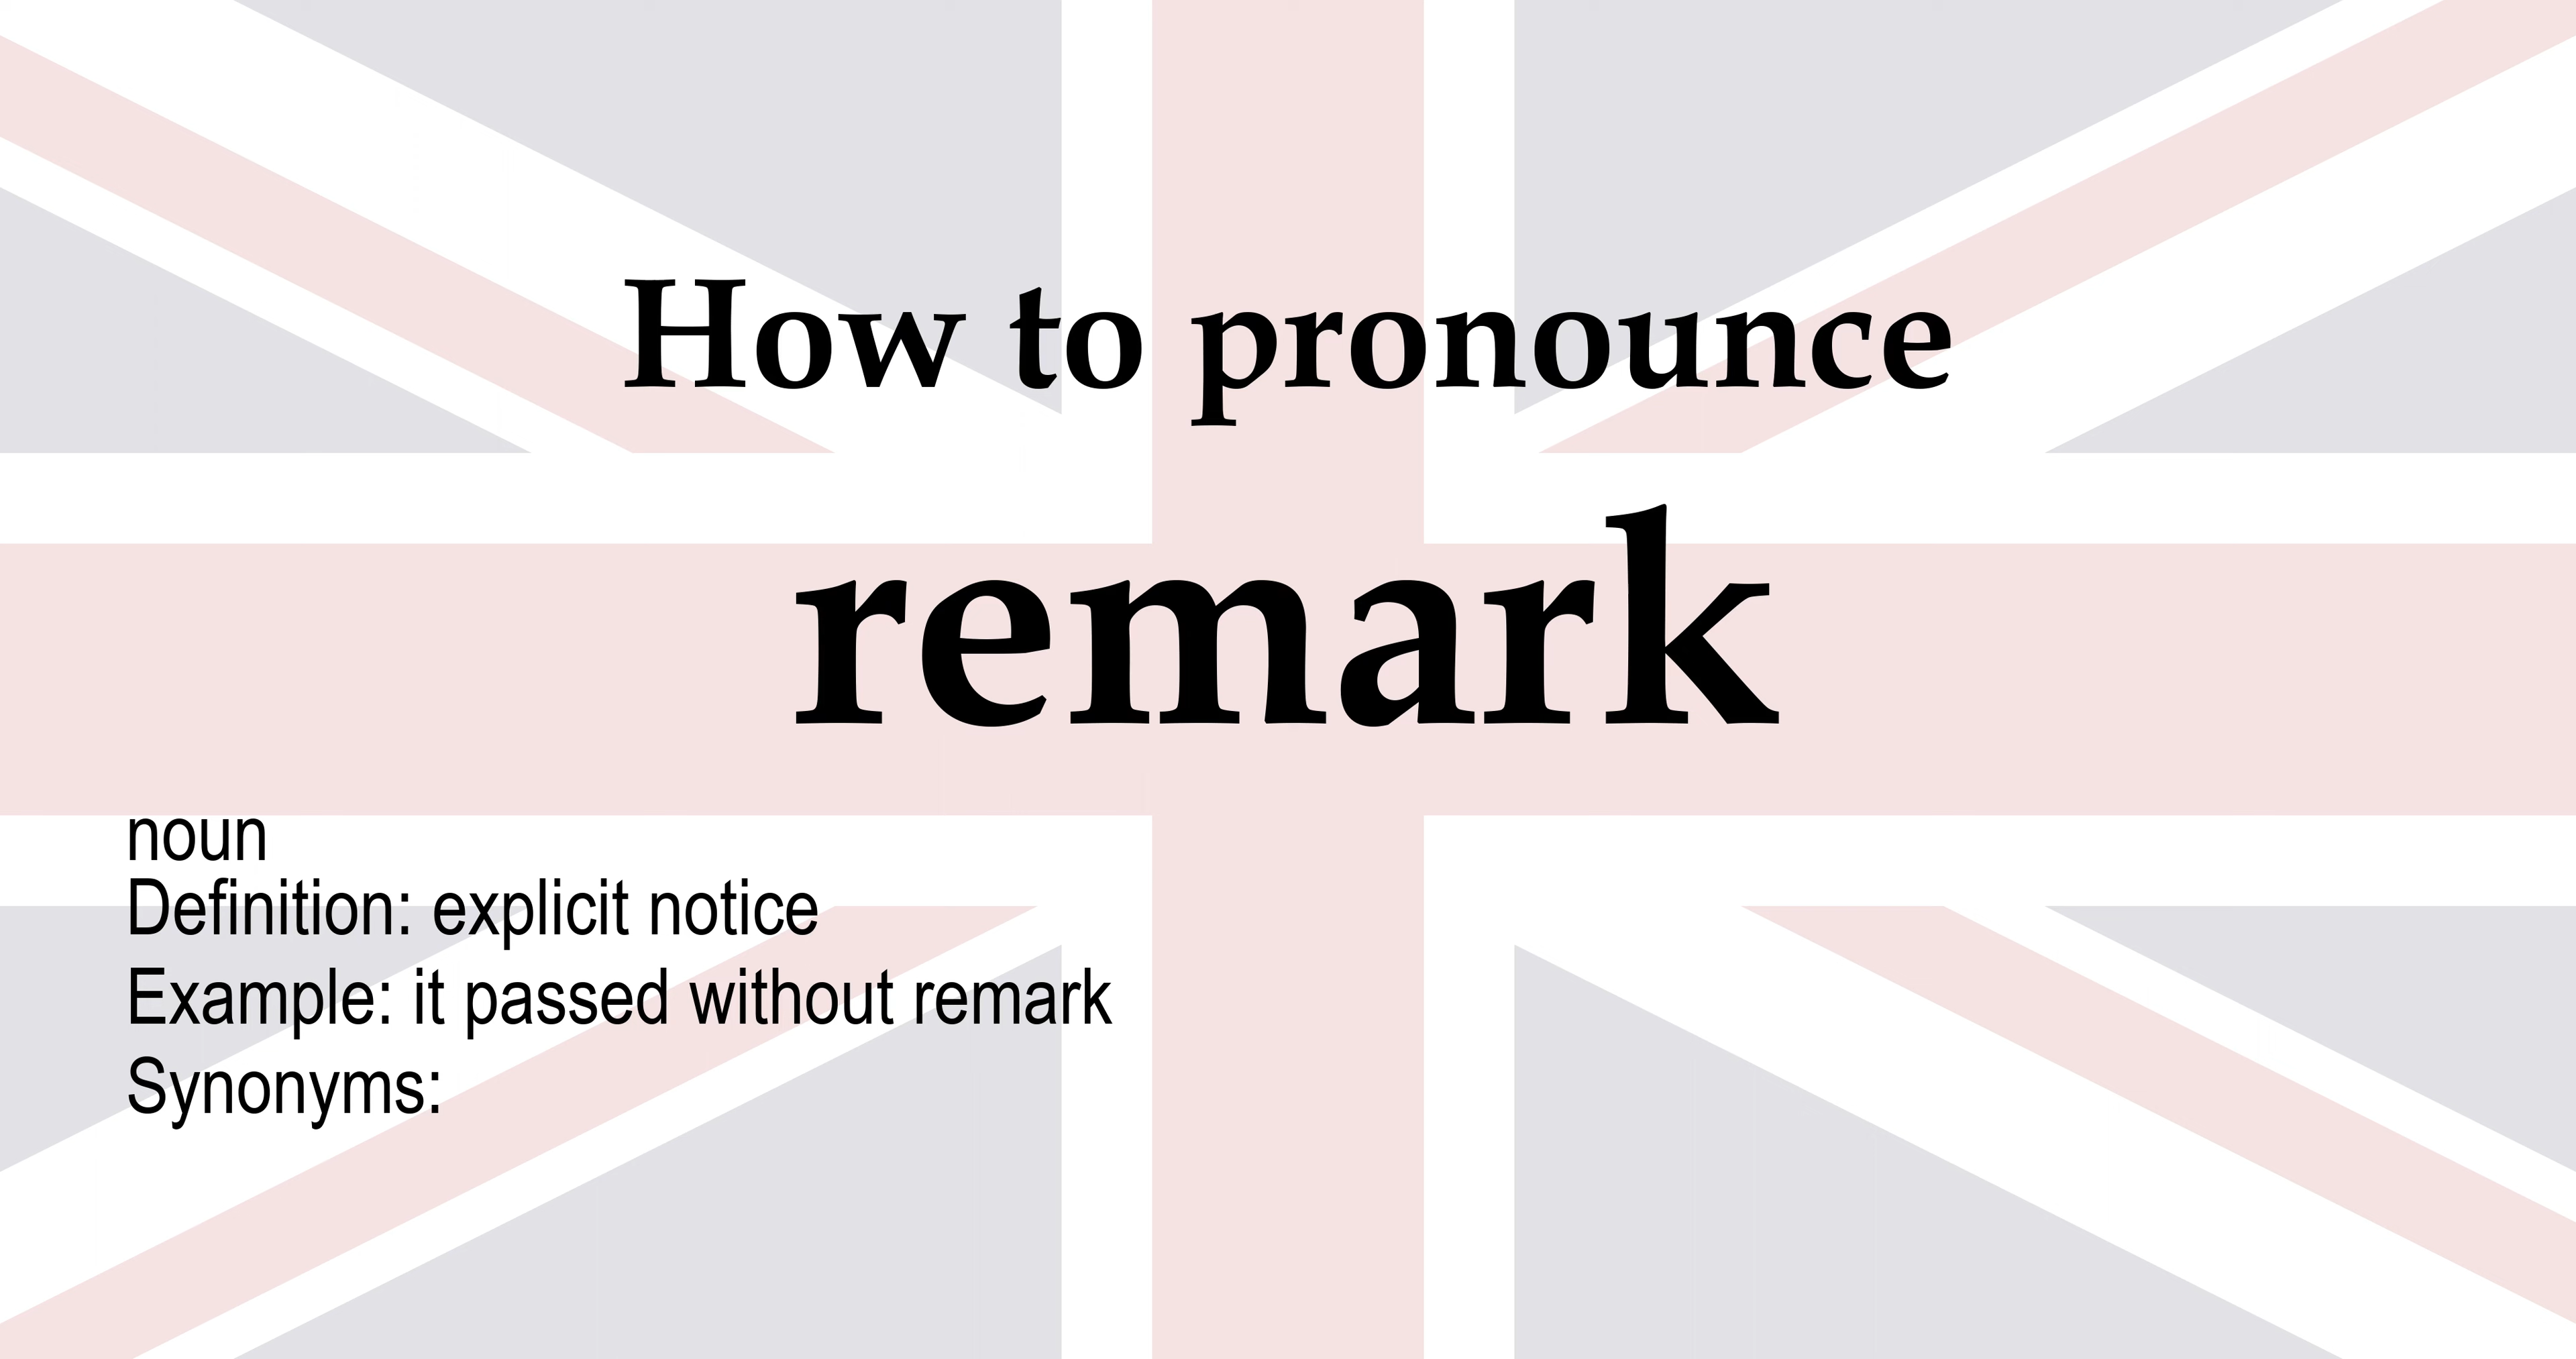 How to pronounce
remark
noun
Definition: explicit notice
Example: it passed without remark
Synonyms: